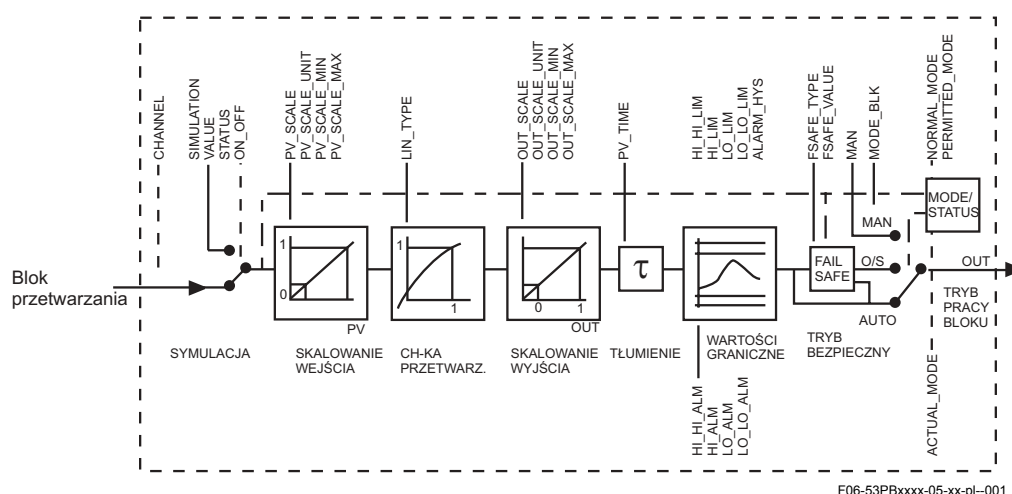 CHANNEL
SIMULATION
VALUE
STATUS
ON_OFF
PV_SCALE
PV_SCALE_UNIT
PV_SCALE_MIN
PV_SCALE_MAX
LIN_TYPE
OUT_SCALE
OUT_SCALE_UNIT
OUT_SCALE_MIN
OUT_SCALE_MAX
PV_TIME
HI_HI_LIM
HI_LIM
LO_LIM
LO_LO_LIM
ALARM_HYS
FSAFE_TYPE
FSAFE_VALUE
MAN
MODE_BLK
NORMAL_MODE
PERMITTED_MODE
MODE/
STATUS
MAN
1
0
PV
1
1
1
0
1
OUT
τ
FAIL
SAFE
O/S
AUTO
OUT
Blok
przetwarzania
SYMULACJA
SKALOWANIE
WEJŚCIA
CH-KA
PRZETWARZ.
SKALOWANIE
WYJŚCIA
TŁUMIENIE
WARTOŚCI
GRANICZNE
TRYB
BEZPIECZNY
TRYB
PRACY
BLOKU
HI_HI_ALM
HI_ALM
LO_ALM
LO_LO_ALM
ACTUAL_MODE
F06-53PBxxxx-05-xx-pl--001